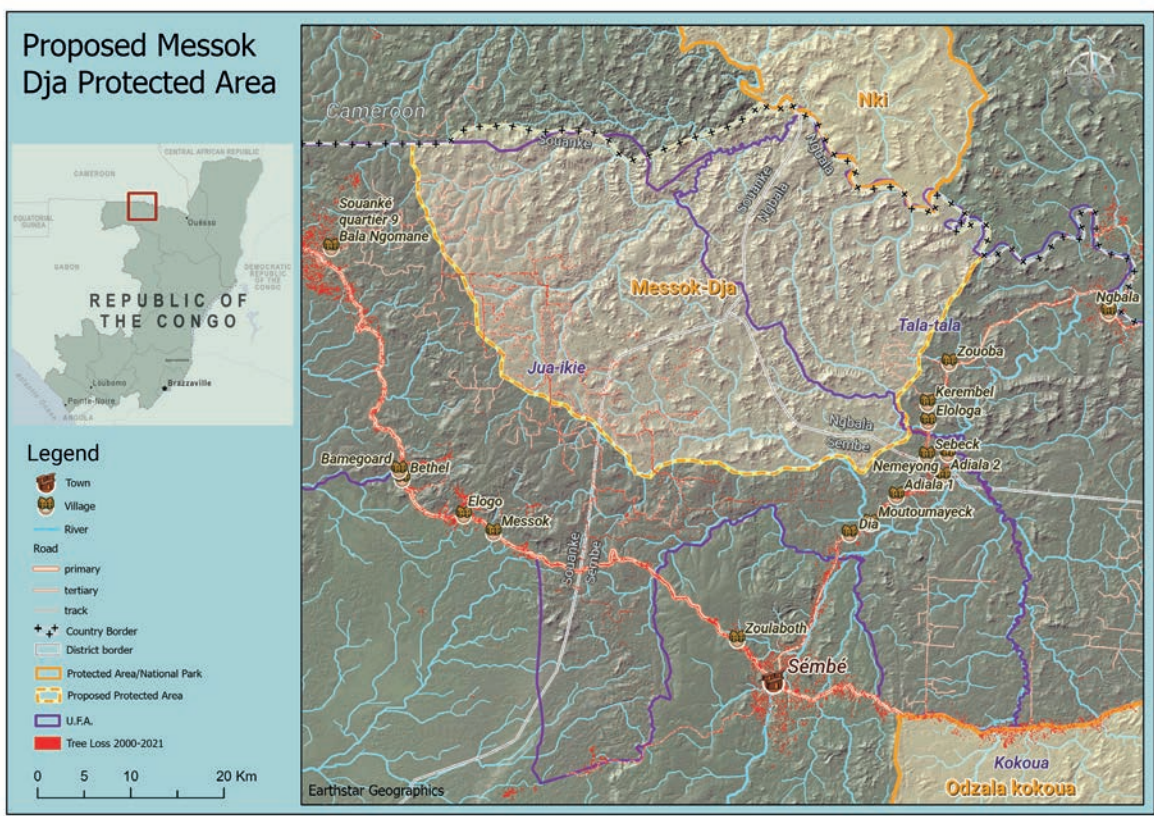 Proposed Messok
Dja Protected Area
CENTRAL AFRICAN REPUBLIC
CAMEROON
EQUATORIAL
GUINEA
Ouésso
GABON
DEMOCRATIC
REPUBLIC
OF THE
CONGO
REPUBLIC OF
THE CONGO
Loubomo
Brazzaville
Pointe-Noire
ANGOLA
Atlantic Ocean
Legend
Town
Village
River
Road
primary
tertiary
track
Country Border
District border
Protected Area/National Park
Proposed Protected Area
U.F.A.
Tree Loss 2000-2021
0 5 10 20 Km
Cameroon
Nki
Souanke
Ngbala
Souanke
Ngbala
Souanké
quartier 9
Bala Ngomane
Messok-Dja
Ngbala
Tala-tala
Zouoba
Jua-ikie
Kerembel
Elologa
Ngbala
Sembe
Sebeck
Bamegoard
Bethel
Nemeyong
Adiala 2
Adiala 1
Elogo
Messok
Moutoumayeck
Dia
Souanke
Sembe
Zoulaboth
Sémbé
Kokoua
Odzala kokoua
Earthstar Geographics